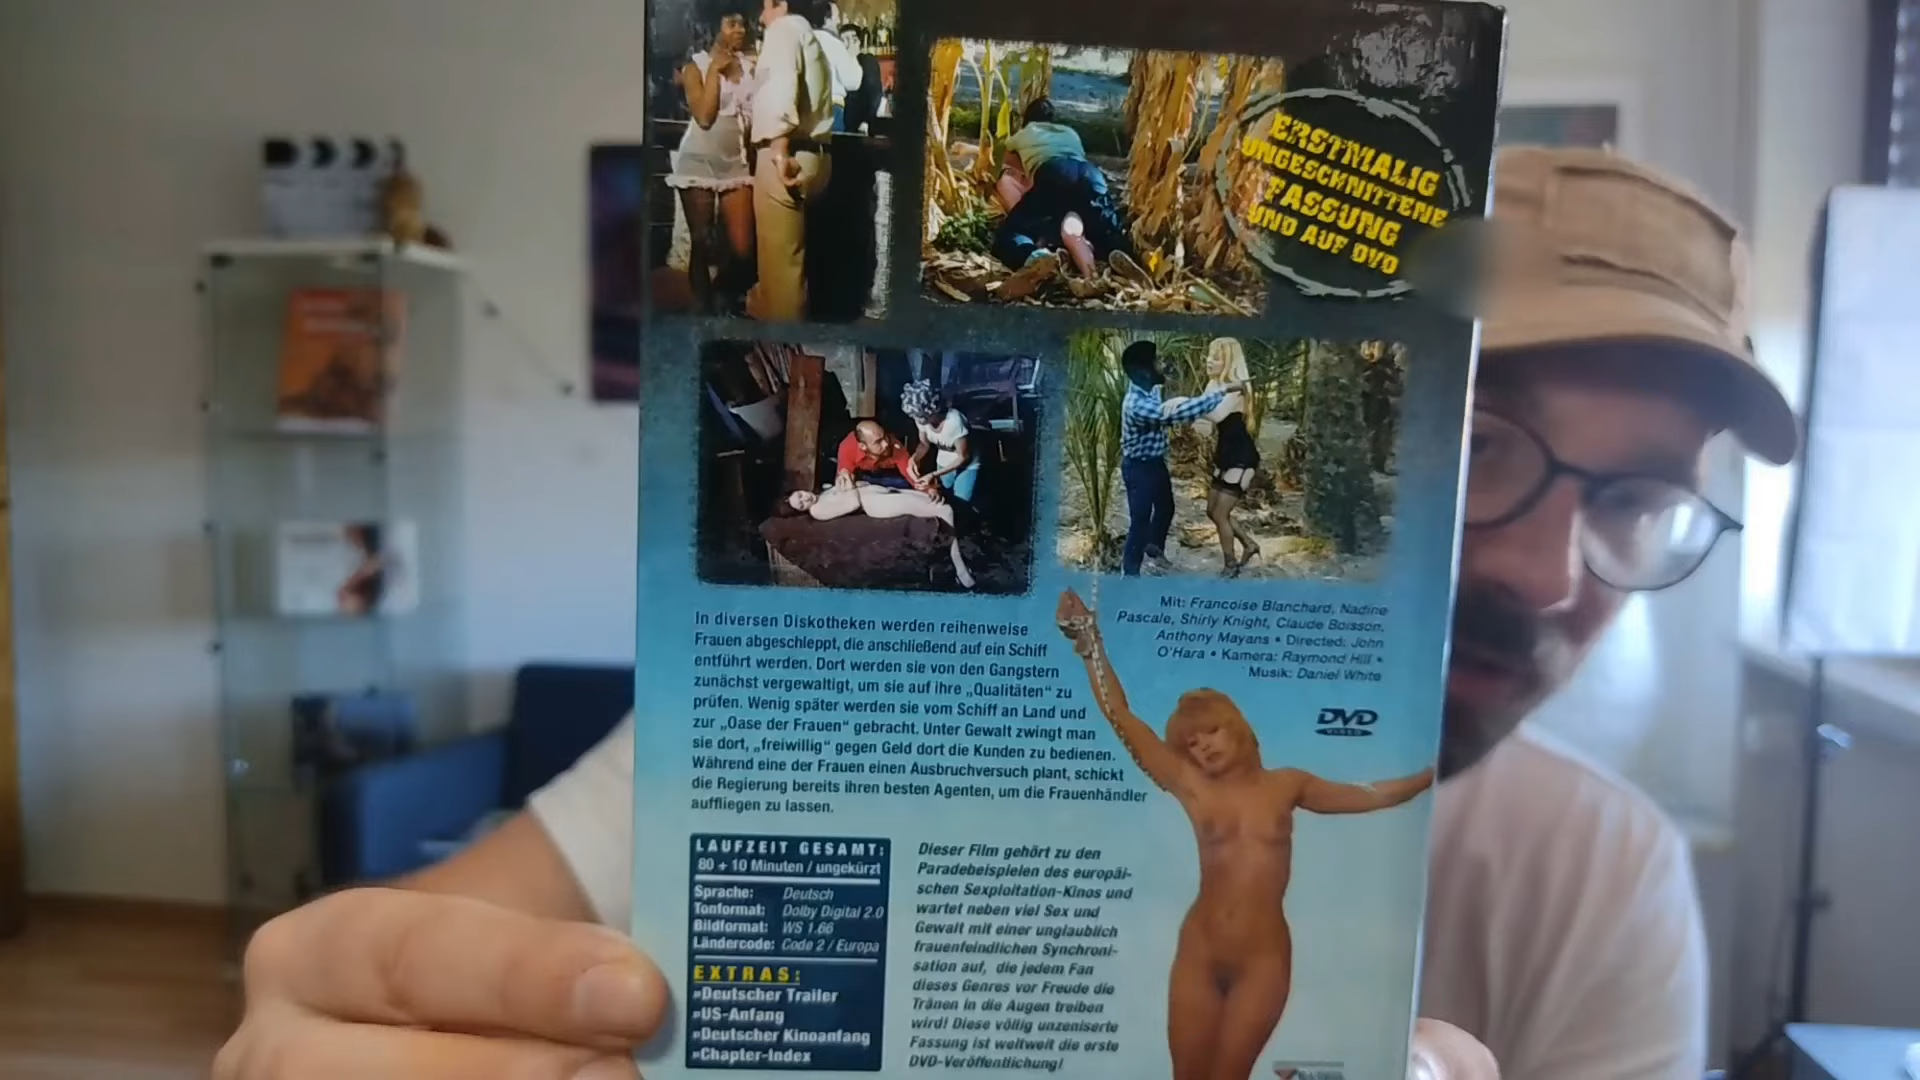 ERSTMALIG
UNGESCHNITTENE
FASSUNG
UND AUF DVD
Mit: Francoise Blanchard, Nadine
Pascale, Shirly Knight, Claude Boisson,
Anthony Mayans • Directed: John
O'Hara • Kamera: Raymond Hill •
Musik: Daniel White
In diversen Diskotheken werden reihenweise
Frauen abgeschleppt, die anschließend auf ein Schiff
entführt werden. Dort werden sie von den Gangstern
zunächst vergewaltigt, um sie auf ihre „Qualitäten“ zu
prüfen. Wenig später werden sie vom Schiff an Land und
zur „Oase der Frauen“ gebracht. Unter Gewalt zwingt man
sie dort, „freiwillig“ gegen Geld dort die Kunden zu bedienen.
Während eine der Frauen einen Ausbruchversuch plant, schickt
die Regierung bereits ihren besten Agenten, um die Frauenhändler
auffliegen zu lassen.
DVD
VIDEO
LAUFZEIT GESAMT:
80 + 10 Minuten / ungekürzt
Sprache: Deutsch
Tonformat: Dolby Digital 2.0
Bildformat: WS 1.66
Ländercode: Code 2 / Europa
EXTRAS:
»Deutscher Trailer
»US-Anfang
»Deutscher Kinoanfang
»Chapter-Index
Dieser Film gehört zu den
Paradebeispielen des europäi-
schen Sexploitation-Kinos und
wartet neben viel Sex und
Gewalt mit einer unglaublich
frauenfeindlichen Synchroni-
sation auf, die jedem Fan
dieses Genres vor Freude die
Tränen in die Augen treiben
wird! Diese völlig unzensierte
Fassung ist weltweit die erste
DVD-Veröffentlichung!